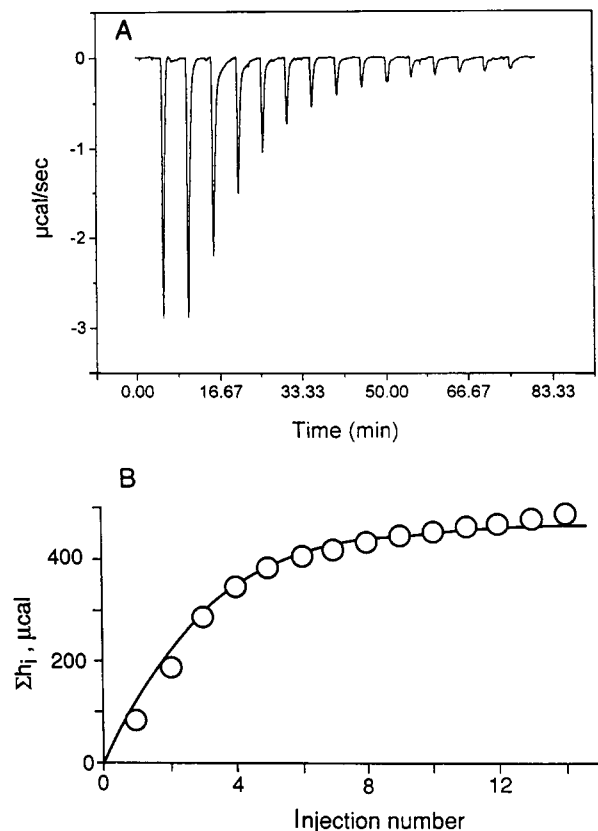 A
0
-1
-2
-3
μcal/sec
0.00 16.67 33.33 50.00 66.67 83.33
Time (min)
B
400
200
0
Σhi , μcal
0 4 8 12
Injection number